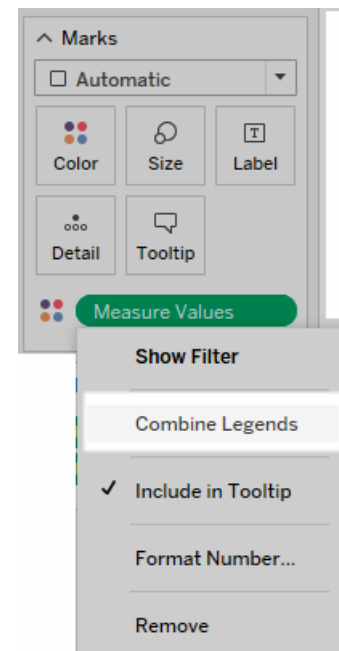 Marks
Automatic
Color Size Label
T
Detail Tooltip
Measure Values
Show Filter
Combine Legends
Include in Tooltip
Format Number...
Remove